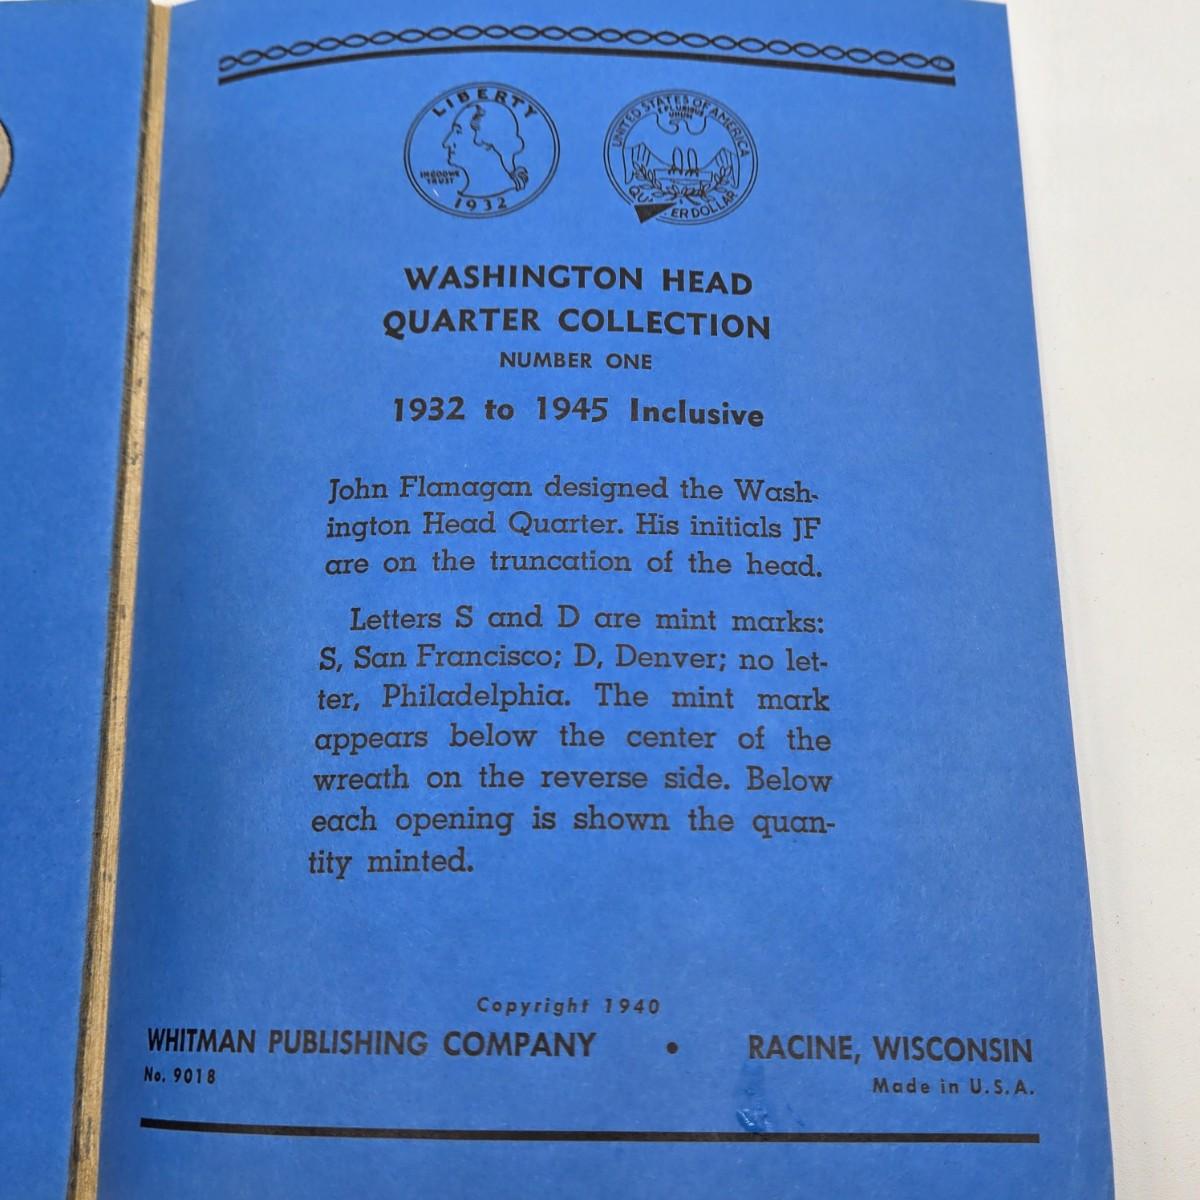 LIBERTY
IN GOD WE
TRUST
1932
UNITED STATES OF AMERICA
E PLURIBUS
UNUM
ER DOLLAR
WASHINGTON HEAD
QUARTER COLLECTION
NUMBER ONE
1932 to 1945 Inclusive
John Flanagan designed the Wash-
ington Head Quarter. His initials JF
are on the truncation of the head.
Letters S and D are mint marks:
S, San Francisco; D, Denver; no let-
ter, Philadelphia. The mint mark
appears below the center of the
wreath on the reverse side. Below
each opening is shown the quan-
tity minted.
Copyright 1940
WHITMAN PUBLISHING COMPANY • RACINE, WISCONSIN
No. 9018
Made in U.S.A.